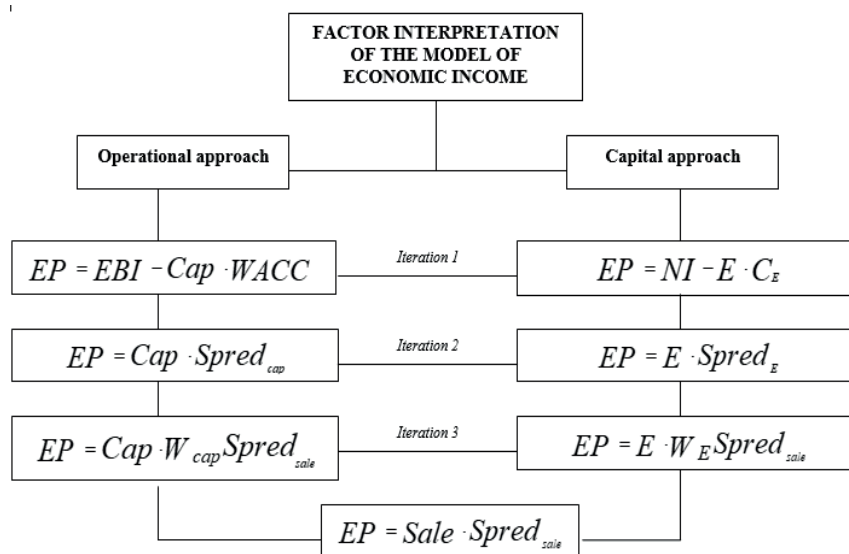 FACTOR INTERPRETATION
OF THE MODEL OF
ECONOMIC INCOME
Operational approach
Capital approach
EP = EBI − Cap · WACC
Iteration 1
EP = NI − E · C_E
EP = Cap · Spred_cap
Iteration 2
EP = E · Spred_E
EP = Cap · W_cap Spred_sale
Iteration 3
EP = E · W_E Spred_sale
EP = Sale · Spred_sale